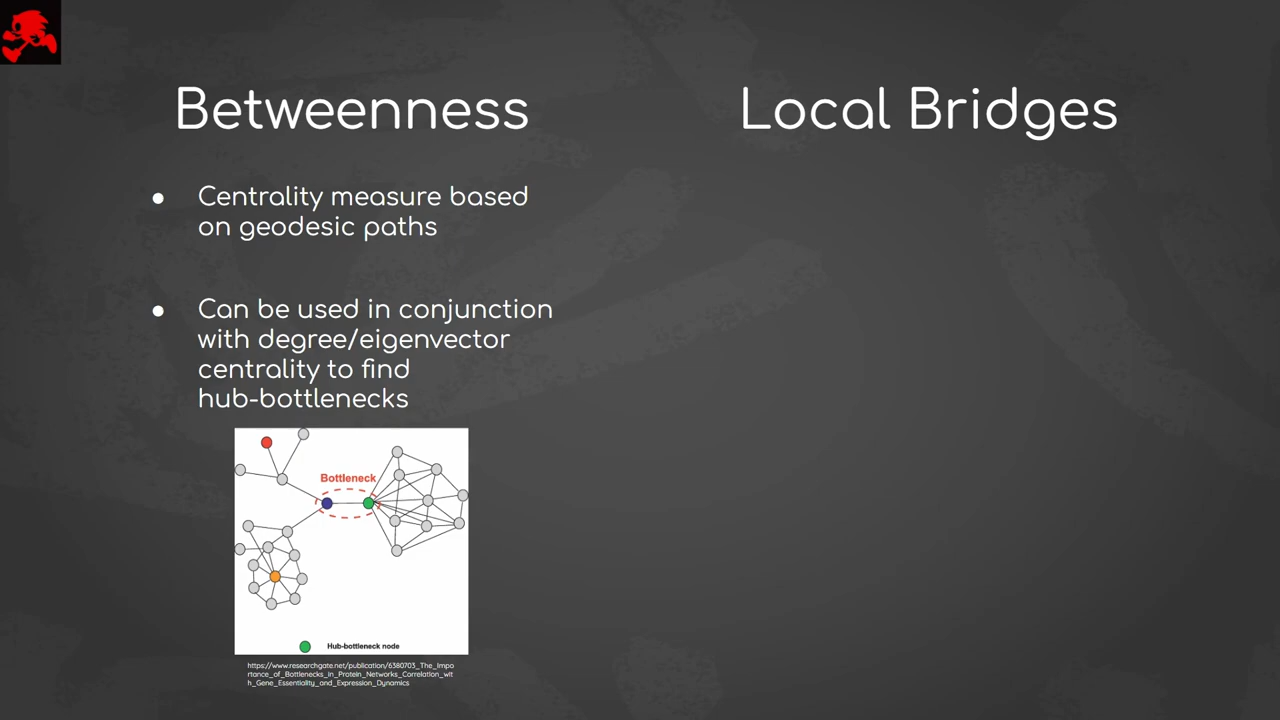 Betweenness
Local Bridges
● Centrality measure based
on geodesic paths
● Can be used in conjunction
with degree/eigenvector
centrality to find
hub-bottlenecks
Bottleneck
Hub-bottleneck node
https://www.researchgate.net/publication/6380703_The_Impo
rtance_of_Bottlenecks_in_Protein_Networks_Correlation_wit
h_Gene_Essentiality_and_Expression_Dynamics